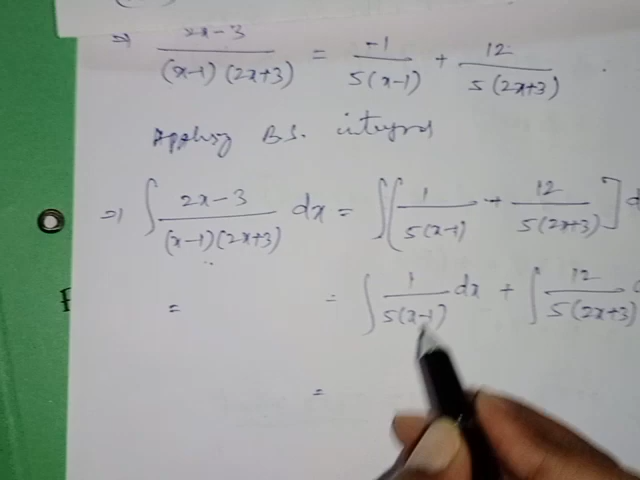 ⇒ (2x-3)/((x-1)(2x+3)) = -1/(5(x-1)) + 12/(5(2x+3))
Applying B.S. integral
⇒ ∫ (2x-3)/((x-1)(2x+3)) dx = ∫[1/(5(x-1)) + 12/(5(2x+3))] d
= = ∫ 1/(5(x-1)) dx + ∫ 12/(5(2x+3))
=